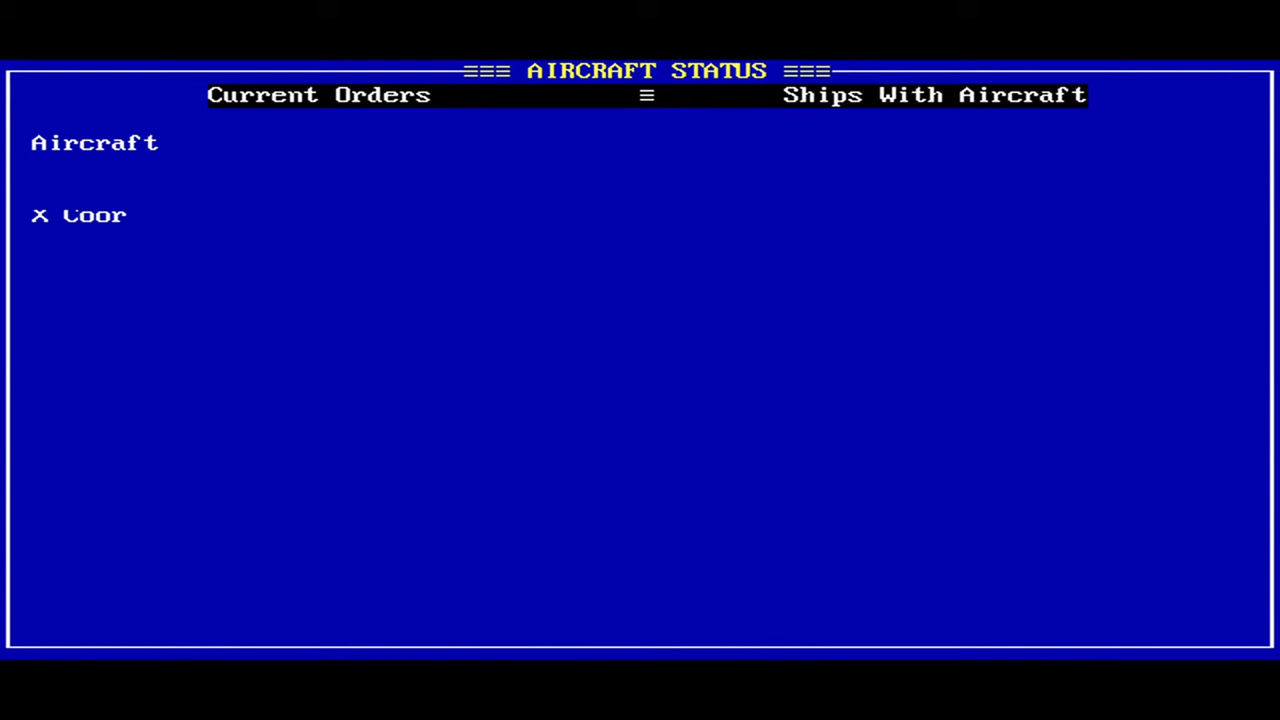 ≡≡≡ AIRCRAFT STATUS ≡≡≡
Current Orders ≡ Ships With Aircraft
Aircraft
X Coor